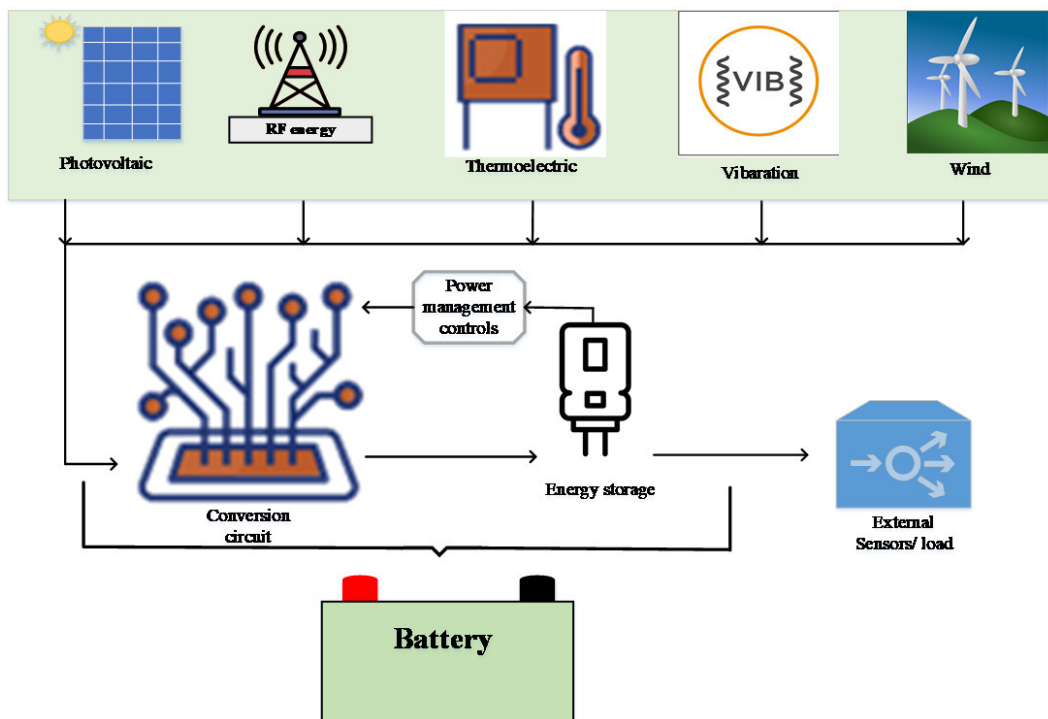 RF energy
VIB
Photovoltaic
Thermoelectric
Vibaration
Wind
Power
management
controls
Energy storage
Conversion
circuit
External
Sensors/ load
Battery